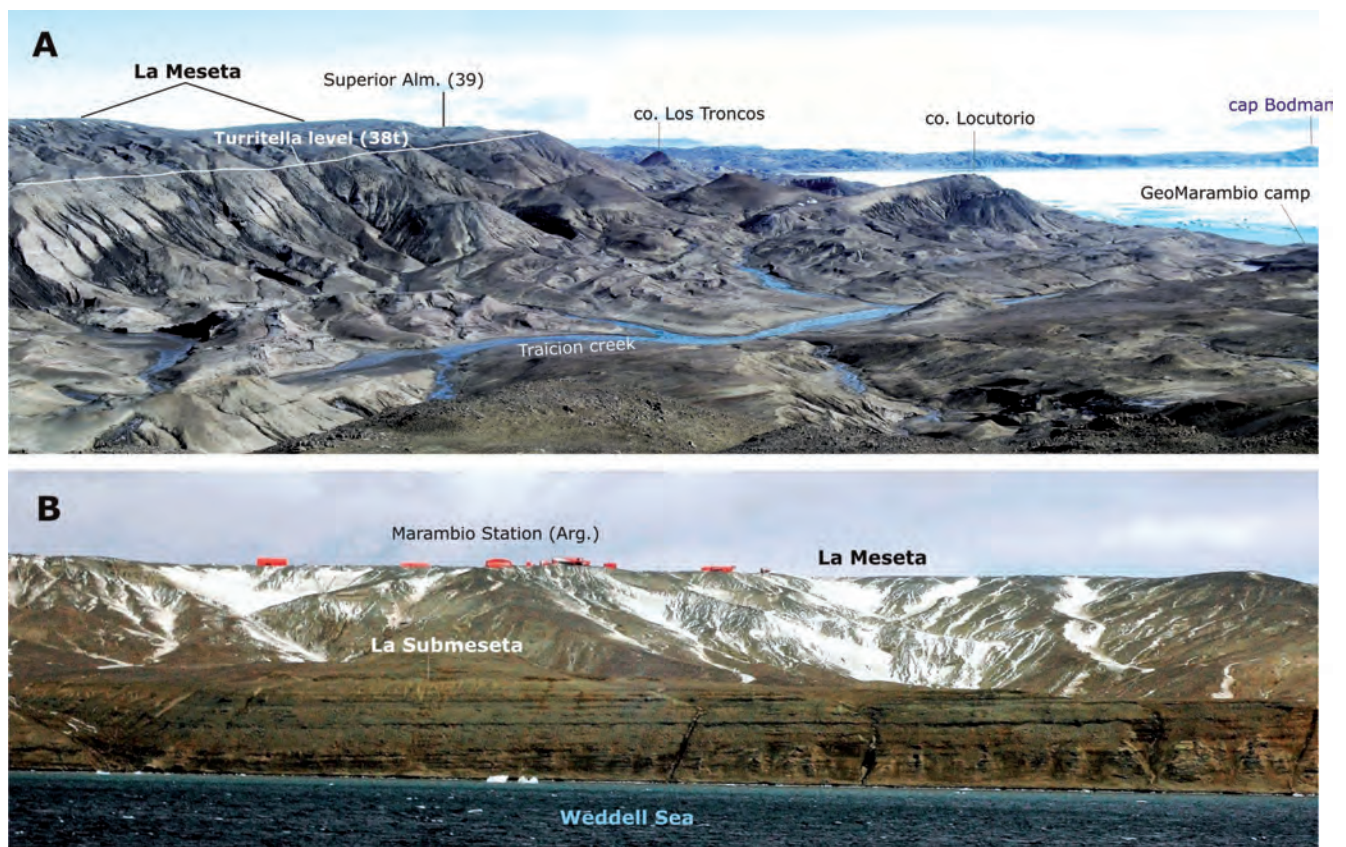 A
La Meseta
Superior Alm. (39)
co. Los Troncos
co. Locutorio
cap Bodman
Turritella level (38t)
GeoMarambio camp
Traicion creek
B
Marambio Station (Arg.)
La Meseta
La Submeseta
Weddell Sea